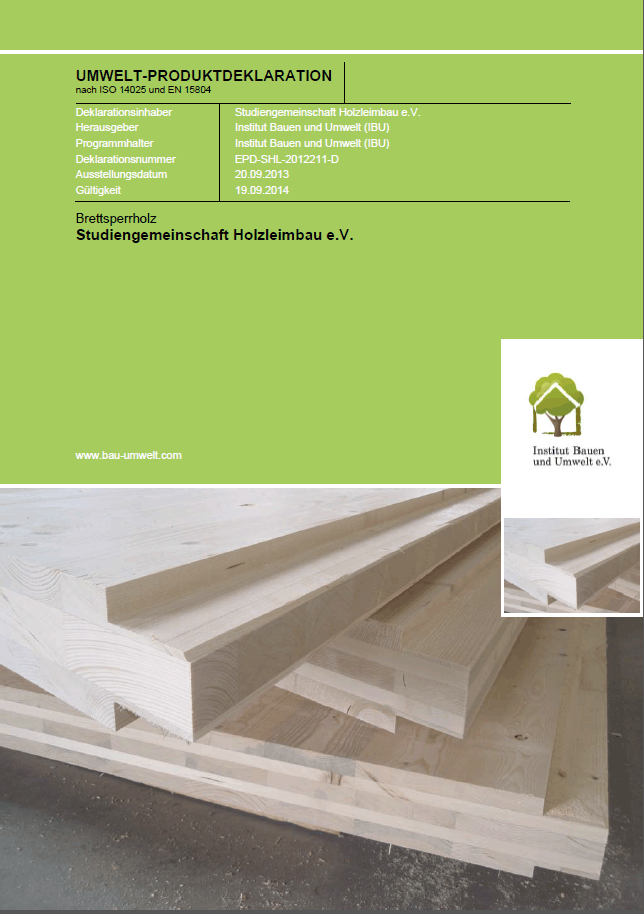 UMWELT-PRODUKTDEKLARATION
nach ISO 14025 und EN 15804
Deklarationsinhaber Studiengemeinschaft Holzleimbau e.V.
Herausgeber Institut Bauen und Umwelt (IBU)
Programmhalter Institut Bauen und Umwelt (IBU)
Deklarationsnummer EPD-SHL-2012211-D
Ausstellungsdatum 20.09.2013
Gültigkeit 19.09.2014
Brettsperrholz
Studiengemeinschaft Holzleimbau e.V.
www.bau-umwelt.com
Institut Bauen
und Umwelt e.V.